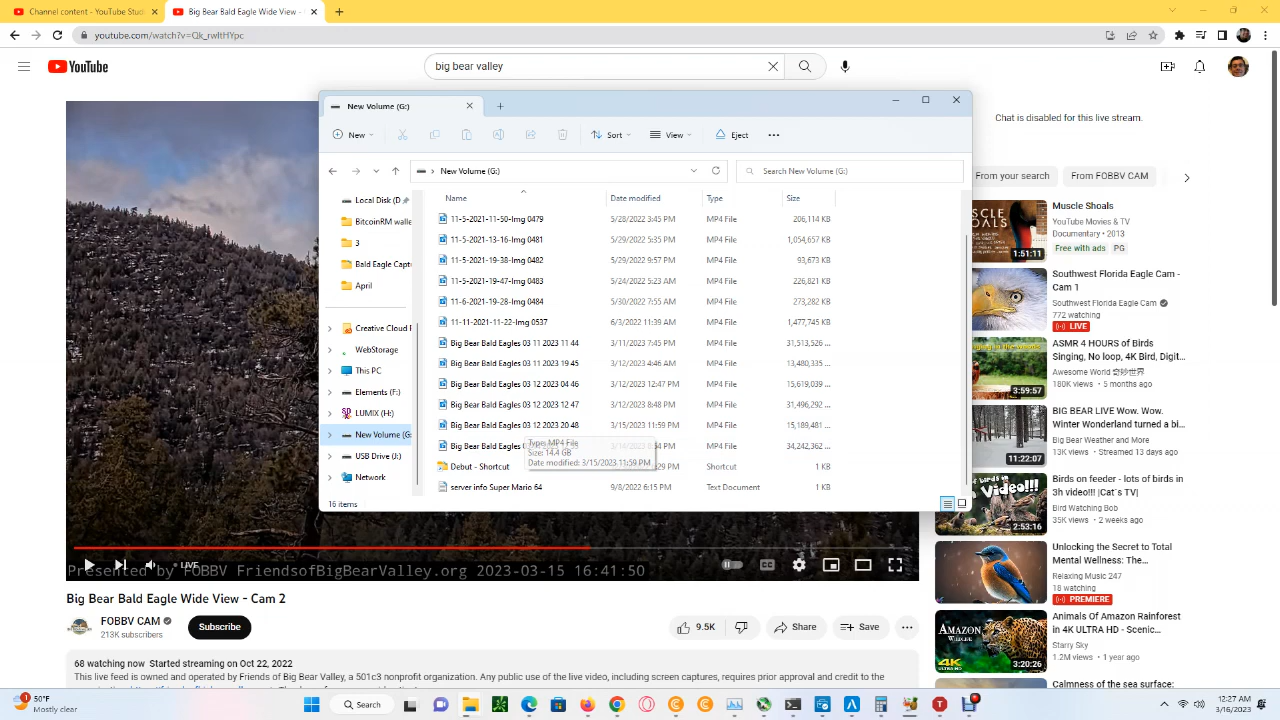 Channel content - YouTube Studi
Big Bear Bald Eagle Wide View -
youtube.com/watch?v=Qk_rwltHYpc
YouTube
big bear valley
Chat is disabled for this live stream.
From your search
From FOBBV CAM
New Volume (G:)
New
Sort
View
Eject
New Volume (G:)
Search New Volume (G:)
Name
Date modified
Type
Size
11-5-2021-11-50-Img 0479
5/28/2022 3:45 PM
MP4 File
206,114 KB
11-5-2021-13-16-Img 0481
5/29/2022 5:35 PM
MP4 File
1,054,657 KB
11-5-2021-19-39-Img 0482
5/29/2022 9:57 PM
MP4 File
93,673 KB
11-5-2021-19-47-Img 0483
5/24/2022 5:23 AM
MP4 File
226,821 KB
11-6-2021-19-28-Img 0484
5/30/2022 7:55 AM
MP4 File
273,282 KB
11-11-2021-11-22-Img 0537
6/3/2022 11:39 AM
MP4 File
1,477,745 KB
Big Bear Bald Eagles 03 11 2023 11 44
3/11/2023 7:45 PM
MP4 File
31,513,526 ...
Big Bear Bald Eagles 03 11 2023 19 45
3/12/2023 4:46 AM
MP4 File
13,480,335 ...
Big Bear Bald Eagles 03 12 2023 04 46
3/12/2023 12:47 PM
MP4 File
15,619,039 ...
Big Bear Bald Eagles 03 12 2023 12 47
3/12/2023 8:48 PM
MP4 File
31,496,292 ...
Big Bear Bald Eagles 03 12 2023 20 48
3/15/2023 11:59 PM
MP4 File
15,189,481 ...
Big Bear Bald Eagles
MP4 File
34,242,362 ...
Type: MP4 File
Size: 14.4 GB
Date modified: 3/15/2023 11:59 PM
Debut - Shortcut
Shortcut
1 KB
server info Super Mario 64
9/8/2022 6:15 PM
Text Document
1 KB
16 items
Local Disk (D
BitcoinRM walle
3
Bald Eagle Capt
April
Creative Cloud F
WebStorage
This PC
Elements (F:)
LUMIX (H:)
New Volume (G:
USB Drive (I:)
Network
LIVE
Presented by FOBBV FriendsofBigBearValley.org 2023-03-15 16:41:50
Big Bear Bald Eagle Wide View - Cam 2
FOBBV CAM
213K subscribers
Subscribe
9.5K
Share
Save
68 watching now Started streaming on Oct 22, 2022
This live feed is owned and operated by Friends of Big Bear Valley, a 501c3 nonprofit organization. Any public use of the live video, including screen captures, requires prior approval and credit to the
MUSCLE SHOALS
1:51:11
Muscle Shoals
YouTube Movies & TV
Documentary • 2013
Free with ads
PG
Southwest Florida Eagle Cam - Cam 1
Southwest Florida Eagle Cam
772 watching
LIVE
3:59:57
ASMR 4 HOURS of Birds
Singing, No loop, 4K Bird, Digit...
Awesome World 奇妙世界
180K views • 5 months ago
11:22:07
BIG BEAR LIVE Wow. Wow.
Winter Wonderland turned a bi...
Big Bear Weather and More
13K views • Streamed 13 days ago
2:53:16
Birds on feeder - lots of birds in
3h video!!! |Cat`s TV|
Bird Watching Bob
35K views • 2 weeks ago
Unlocking the Secret to Total
Mental Wellness: The...
Relaxing Music 247
18 watching
PREMIERE
AMAZON
WILDLIFE
4K
3:20:26
Animals Of Amazon Rainforest
in 4K ULTRA HD - Scenic...
Starry Sky
1.2M views • 1 year ago
Calmness of the sea surface:
1
50°F
Mostly clear
Search
12:27 AM
3/16/2023